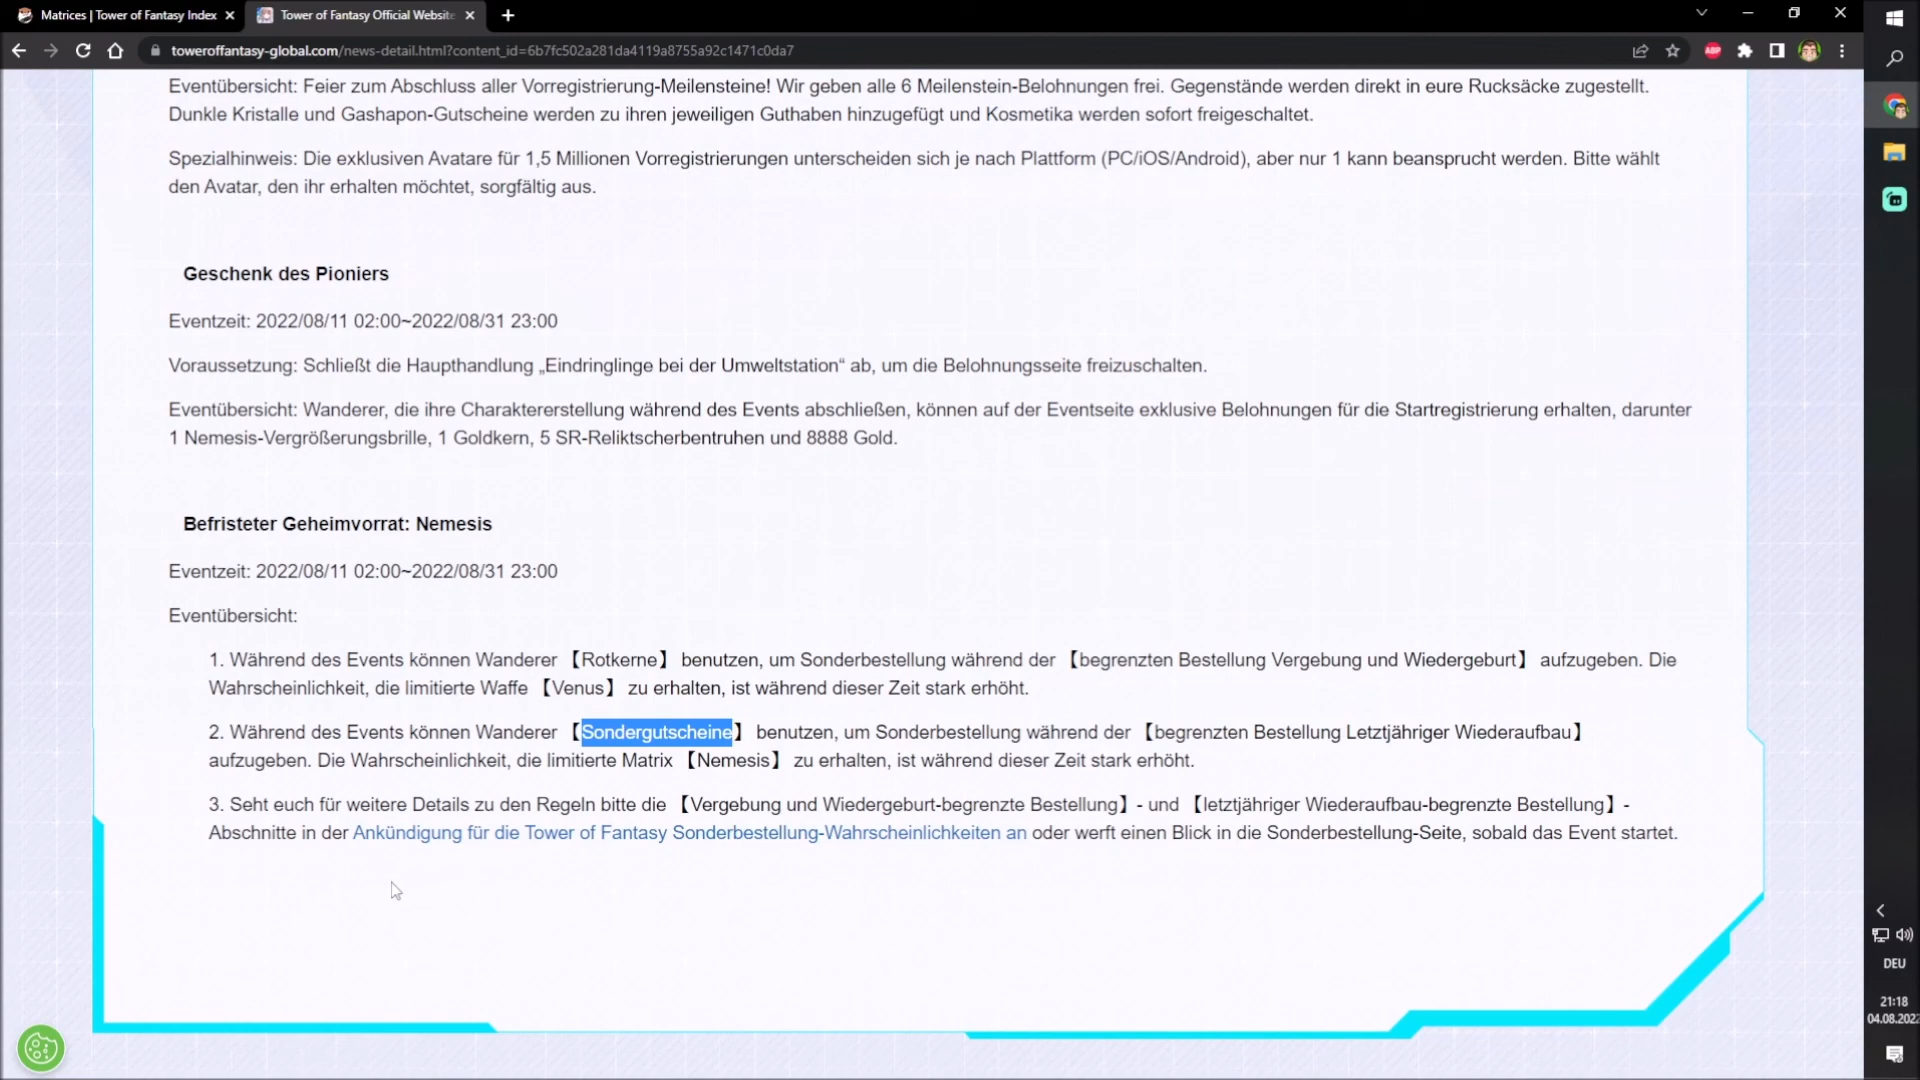 Matrices | Tower of Fantasy Index
Tower of Fantasy Official Website
toweroffantasy-global.com/news-detail.html?content_id=6b7fc502a281da4119a8755a92c1471c0da7
ABP
Eventübersicht: Feier zum Abschluss aller Vorregistrierung-Meilensteine! Wir geben alle 6 Meilenstein-Belohnungen frei. Gegenstände werden direkt in eure Rucksäcke zugestellt.
Dunkle Kristalle und Gashapon-Gutscheine werden zu ihren jeweiligen Guthaben hinzugefügt und Kosmetika werden sofort freigeschaltet.
Spezialhinweis: Die exklusiven Avatare für 1,5 Millionen Vorregistrierungen unterscheiden sich je nach Plattform (PC/iOS/Android), aber nur 1 kann beansprucht werden. Bitte wählt
den Avatar, den ihr erhalten möchtet, sorgfältig aus.
Geschenk des Pioniers
Eventzeit: 2022/08/11 02:00~2022/08/31 23:00
Voraussetzung: Schließt die Haupthandlung „Eindringlinge bei der Umweltstation“ ab, um die Belohnungsseite freizuschalten.
Eventübersicht: Wanderer, die ihre Charaktererstellung während des Events abschließen, können auf der Eventseite exklusive Belohnungen für die Startregistrierung erhalten, darunter
1 Nemesis-Vergrößerungsbrille, 1 Goldkern, 5 SR-Reliktscherbentruhen und 8888 Gold.
Befristeter Geheimvorrat: Nemesis
Eventzeit: 2022/08/11 02:00~2022/08/31 23:00
Eventübersicht:
1. Während des Events können Wanderer 【Rotkerne】 benutzen, um Sonderbestellung während der 【begrenzten Bestellung Vergebung und Wiedergeburt】 aufzugeben. Die
Wahrscheinlichkeit, die limitierte Waffe 【Venus】 zu erhalten, ist während dieser Zeit stark erhöht.
2. Während des Events können Wanderer 【Sondergutscheine】 benutzen, um Sonderbestellung während der 【begrenzten Bestellung Letztjähriger Wiederaufbau】
aufzugeben. Die Wahrscheinlichkeit, die limitierte Matrix 【Nemesis】 zu erhalten, ist während dieser Zeit stark erhöht.
3. Seht euch für weitere Details zu den Regeln bitte die 【Vergebung und Wiedergeburt-begrenzte Bestellung】- und 【letztjähriger Wiederaufbau-begrenzte Bestellung】-
Abschnitte in der Ankündigung für die Tower of Fantasy Sonderbestellung-Wahrscheinlichkeiten an oder werft einen Blick in die Sonderbestellung-Seite, sobald das Event startet.
DEU
21:18
04.08.2022